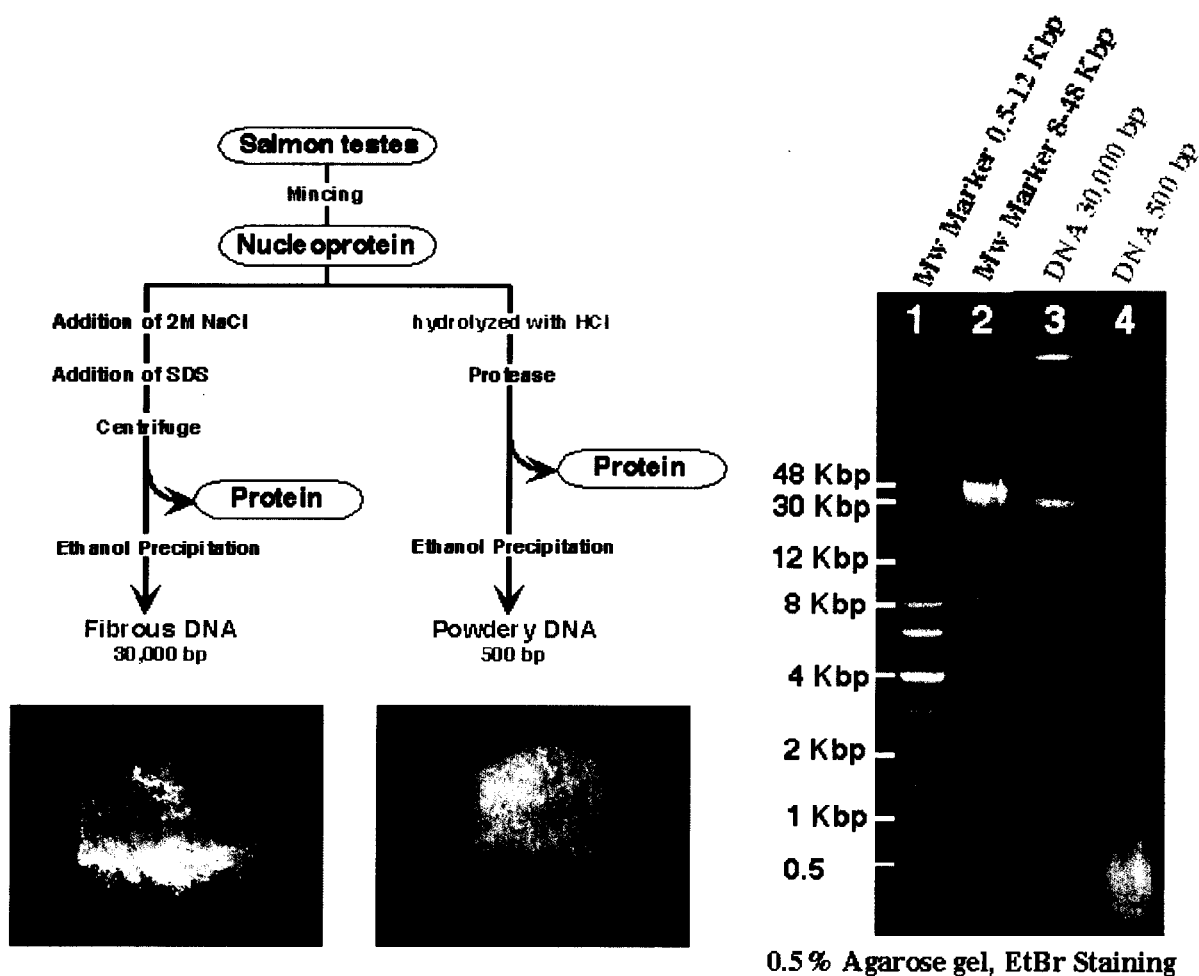 Salmon testes
Mincing
Nucleoprotein
Addition of 2M NaCl
Addition of SDS
Centrifuge
Protein
Ethanol Precipitation
Fibrous DNA
30,000 bp
hydrolyzed with HCl
Protease
Protein
Ethanol Precipitation
Powdery DNA
500 bp
Mw Marker 0.5-12 Kbp
Mw Marker 8-48 Kbp
DNA 30,000 bp
DNA 500 bp
1 2 3 4
48 Kbp
30 Kbp
12 Kbp
8 Kbp
4 Kbp
2 Kbp
1 Kbp
0.5
0.5% Agarose gel, EtBr Staining